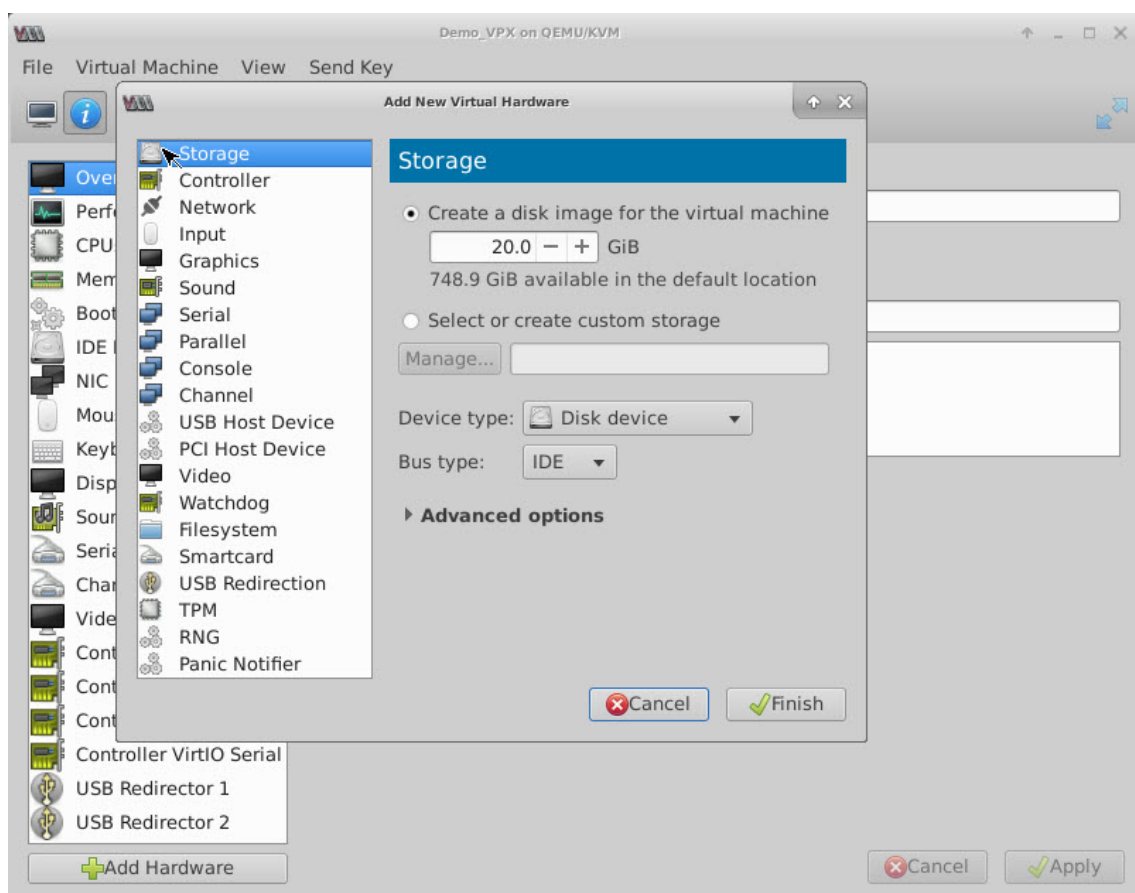 Demo_VPX on QEMU/KVM
File Virtual Machine View Send Key
Add New Virtual Hardware
Storage
Controller
Network
Input
Graphics
Sound
Serial
Parallel
Console
Channel
USB Host Device
PCI Host Device
Video
Watchdog
Filesystem
Smartcard
USB Redirection
TPM
RNG
Panic Notifier
Storage
Create a disk image for the virtual machine
20.0 − + GiB
748.9 GiB available in the default location
Select or create custom storage
Manage...
Device type: Disk device
Bus type: IDE
Advanced options
Cancel Finish
Over
Perf
CPU
Mem
Boot
IDE
NIC
Mou
Keyb
Disp
Sour
Seria
Char
Vide
Cont
Cont
Cont
Controller VirtIO Serial
USB Redirector 1
USB Redirector 2
Add Hardware
Cancel Apply